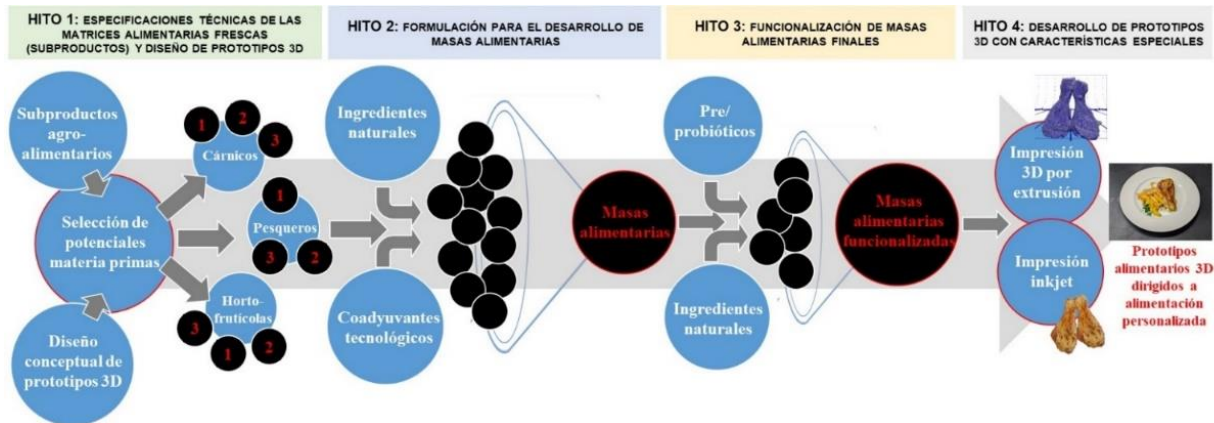 HITO 1: ESPECIFICACIONES TÉCNICAS DE LAS
MATRICES ALIMENTARIAS FRESCAS
(SUBPRODUCTOS) Y DISEÑO DE PROTOTIPOS 3D
HITO 2: FORMULACIÓN PARA EL DESARROLLO DE
MASAS ALIMENTARIAS
HITO 3: FUNCIONALIZACIÓN DE MASAS
ALIMENTARIAS FINALES
HITO 4: DESARROLLO DE PROTOTIPOS
3D CON CARACTERÍSTICAS ESPECIALES
Subproductos
agro-
alimentarios
Selección de
potenciales
materia primas
Diseño
conceptual de
prototipos 3D
1
2
3
Cárnicos
1
Pesqueros
3
2
Horto-
frutícolas
3
1
2
Ingredientes
naturales
Coadyuvantes
tecnológicos
Masas
alimentarias
Pre/
probióticos
Ingredientes
naturales
Masas
alimentarias
funcionalizadas
Impresión
3D por
extrusión
Impresión
inkjet
Prototipos
alimentarios 3D
dirigidos a
alimentación
personalizada